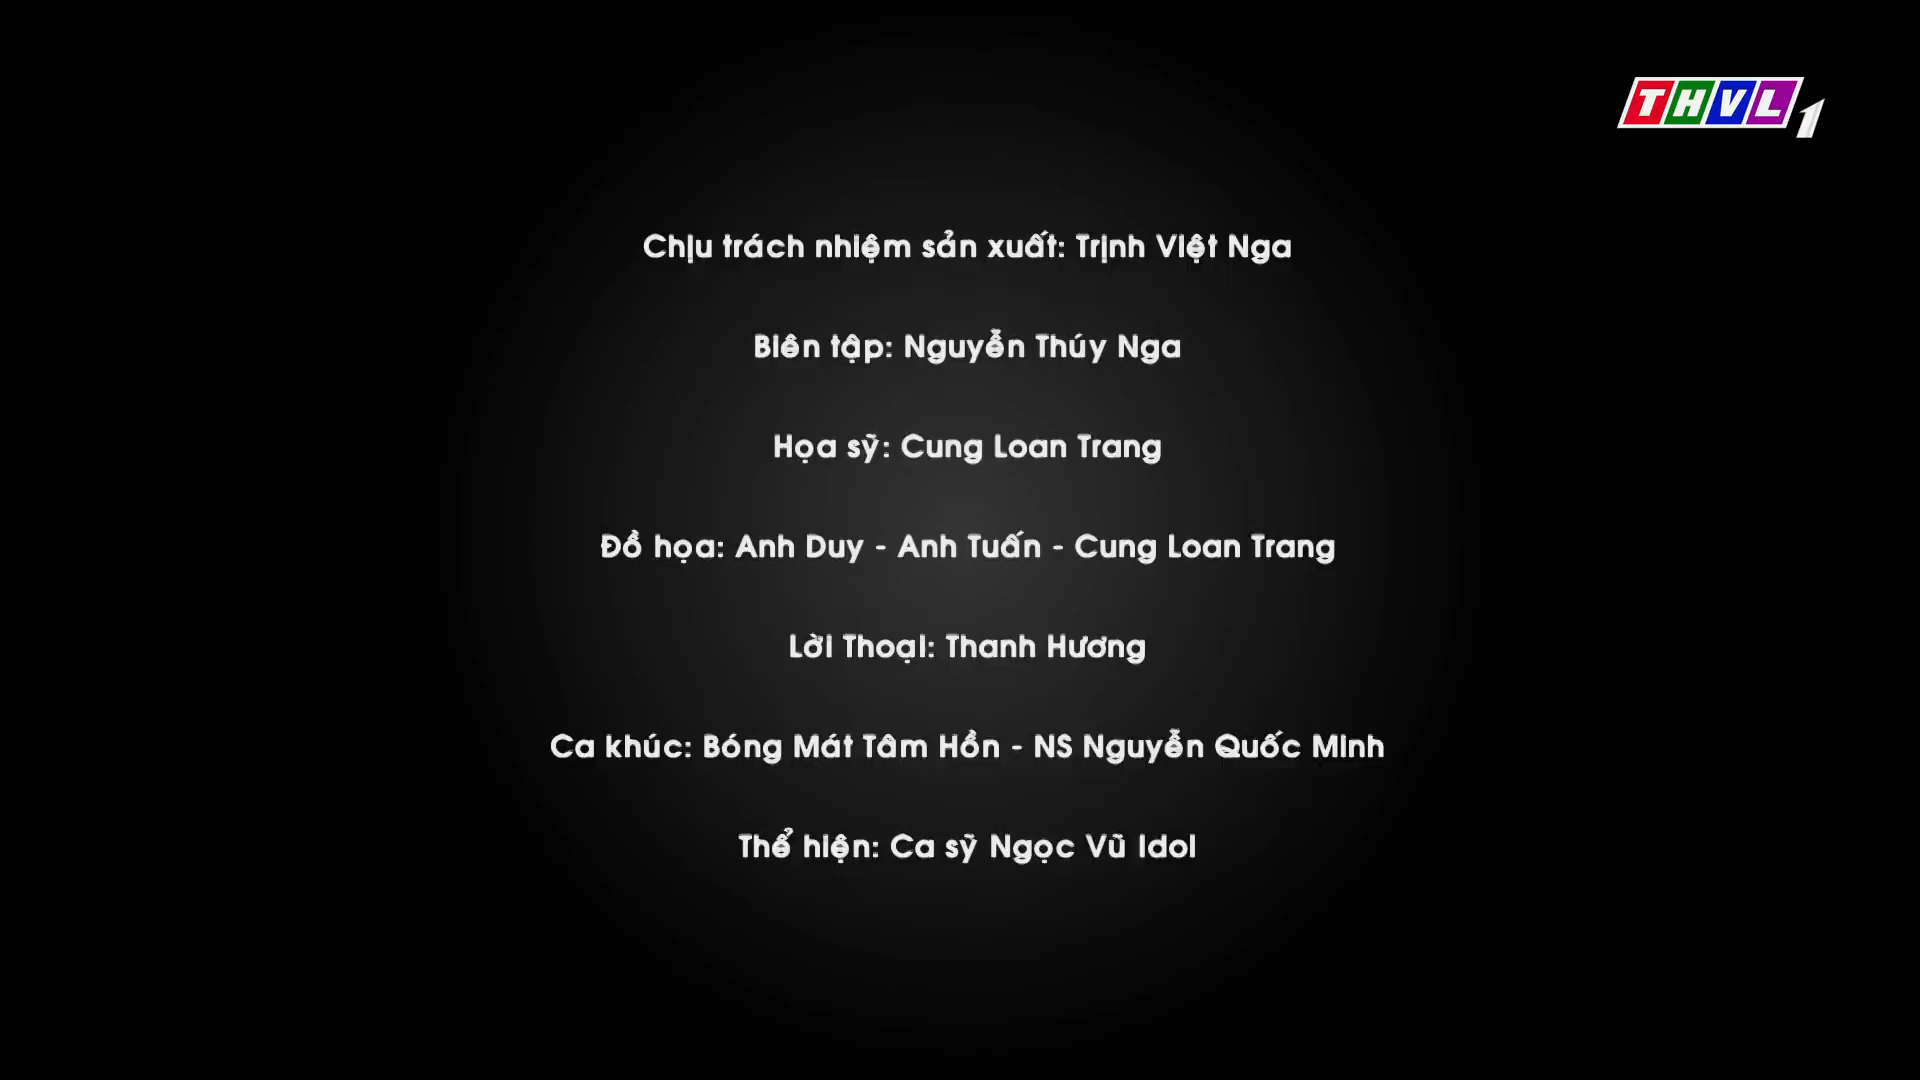 THVL1
Chịu trách nhiệm sản xuất: Trịnh Việt Nga
Biên tập: Nguyễn Thúy Nga
Họa sỹ: Cung Loan Trang
Đồ họa: Anh Duy - Anh Tuấn - Cung Loan Trang
Lời Thoại: Thanh Hương
Ca khúc: Bóng Mát Tâm Hồn - NS Nguyễn Quốc Minh
Thể hiện: Ca sỹ Ngọc Vũ Idol